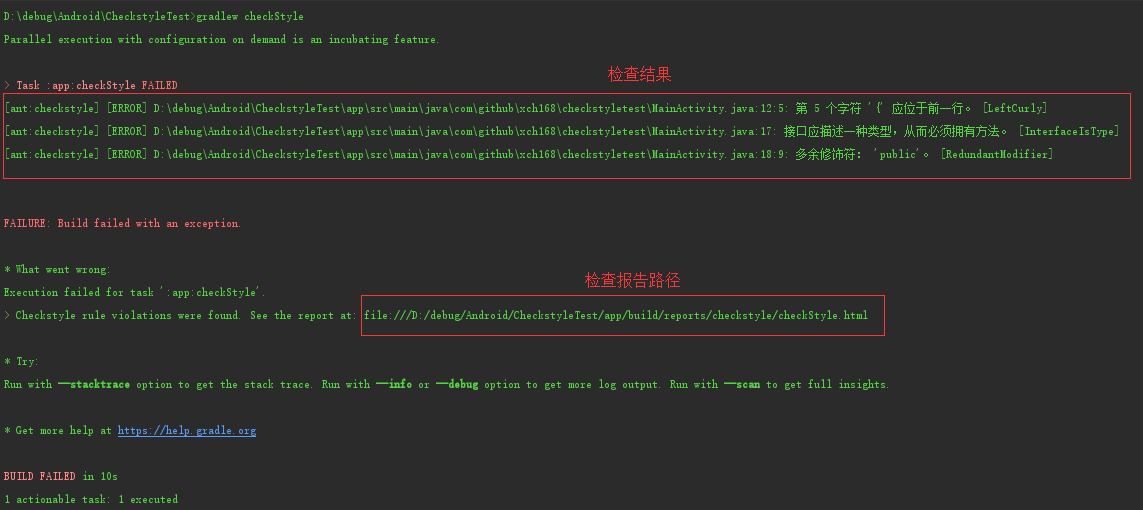 D:\debug\Android\CheckstyleTest>gradlew checkStyle
Parallel execution with configuration on demand is an incubating feature.
检查结果
> Task :app:checkStyle FAILED
[ant:checkstyle] [ERROR] D:\debug\Android\CheckstyleTest\app\src\main\java\com\github\xch168\checkstyletest\MainActivity.java:12:5: 第 5 个字符 '{' 应位于前一行。 [LeftCurly]
[ant:checkstyle] [ERROR] D:\debug\Android\CheckstyleTest\app\src\main\java\com\github\xch168\checkstyletest\MainActivity.java:17: 接口应描述一种类型，从而必须拥有方法。 [InterfaceIsType]
[ant:checkstyle] [ERROR] D:\debug\Android\CheckstyleTest\app\src\main\java\com\github\xch168\checkstyletest\MainActivity.java:18:9: 多余修饰符： 'public'。 [RedundantModifier]
FAILURE: Build failed with an exception.
* What went wrong:
检查报告路径
Execution failed for task ':app:checkStyle'.
> Checkstyle rule violations were found. See the report at: file:///D:/debug/Android/CheckstyleTest/app/build/reports/checkstyle/checkStyle.html
* Try:
Run with --stacktrace option to get the stack trace. Run with --info or --debug option to get more log output. Run with --scan to get full insights.
* Get more help at https://help.gradle.org
BUILD FAILED in 10s
1 actionable task: 1 executed